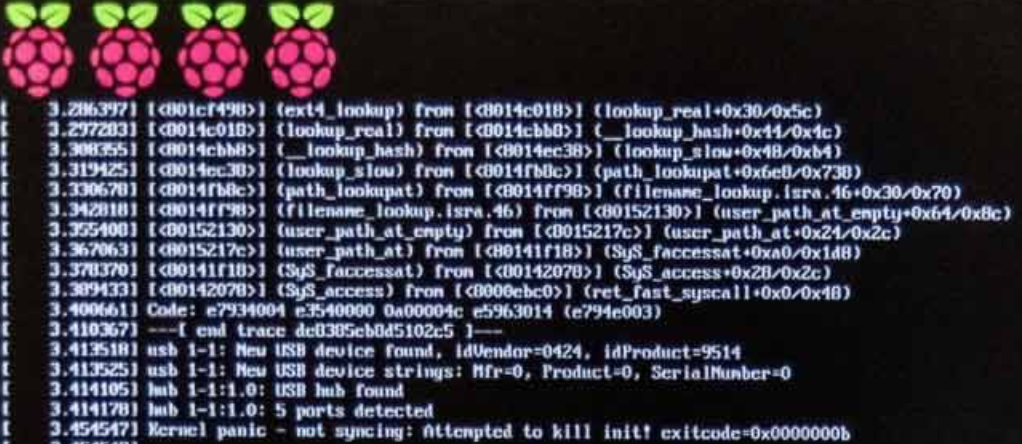 [ 3.286397] [<801cf498>] (ext4_lookup) from [<8014c018>] (lookup_real+0x30/0x5c)
[ 3.297283] [<8014c018>] (lookup_real) from [<8014cbb8>] (__lookup_hash+0x44/0x4c)
[ 3.308355] [<8014cbb8>] (__lookup_hash) from [<8014ec38>] (lookup_slow+0x48/0xb4)
[ 3.319425] [<8014ec38>] (lookup_slow) from [<8014fb8c>] (path_lookupat+0x6e8/0x738)
[ 3.330678] [<8014fb8c>] (path_lookupat) from [<8014ff98>] (filename_lookup.isra.46+0x30/0x70)
[ 3.342818] [<8014ff98>] (filename_lookup.isra.46) from [<80152130>] (user_path_at_empty+0x64/0x8c)
[ 3.355408] [<80152130>] (user_path_at_empty) from [<8015217c>] (user_path_at+0x24/0x2c)
[ 3.367063] [<8015217c>] (user_path_at) from [<80141f18>] (SyS_faccessat+0xa0/0x1d8)
[ 3.378370] [<80141f18>] (SyS_faccessat) from [<80142078>] (SyS_access+0x28/0x2c)
[ 3.389433] [<80142078>] (SyS_access) from [<8000ebc0>] (ret_fast_syscall+0x0/0x48)
[ 3.400661] Code: e7934004 e3540000 0a00004c e5963014 (e794e003)
[ 3.410367] ---[ end trace dc8385eb8d5102c5 ]---
[ 3.413518] usb 1-1: New USB device found, idVendor=0424, idProduct=9514
[ 3.413525] usb 1-1: New USB device strings: Mfr=0, Product=0, SerialNumber=0
[ 3.414105] hub 1-1:1.0: USB hub found
[ 3.414178] hub 1-1:1.0: 5 ports detected
[ 3.454547] Kernel panic - not syncing: Attempted to kill init! exitcode=0x0000000b